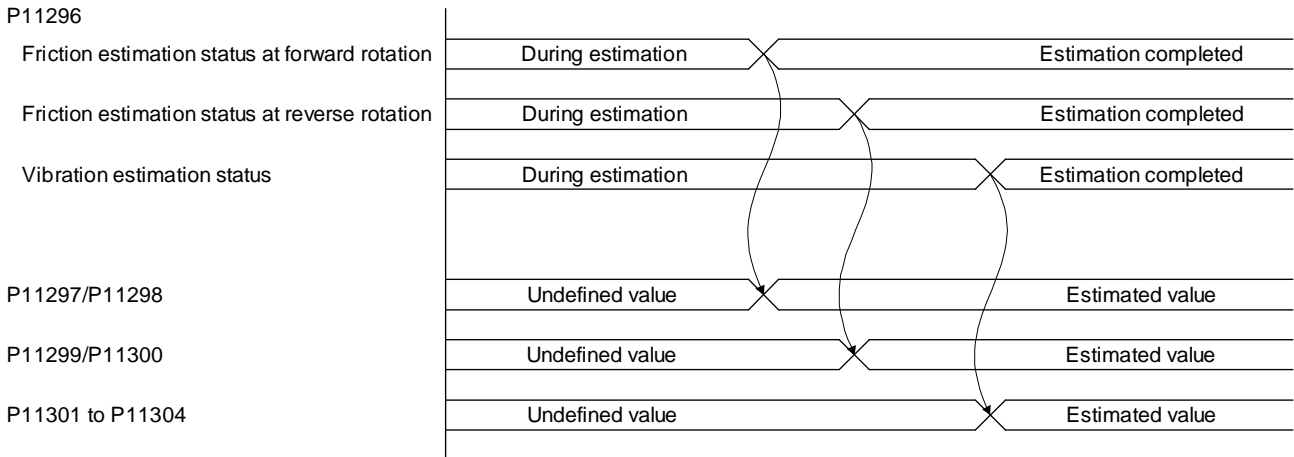 P11296
Friction estimation status at forward rotation During estimation Estimation completed
Friction estimation status at reverse rotation During estimation Estimation completed
Vibration estimation status During estimation Estimation completed
P11297/P11298 Undefined value Estimated value
P11299/P11300 Undefined value Estimated value
P11301 to P11304 Undefined value Estimated value